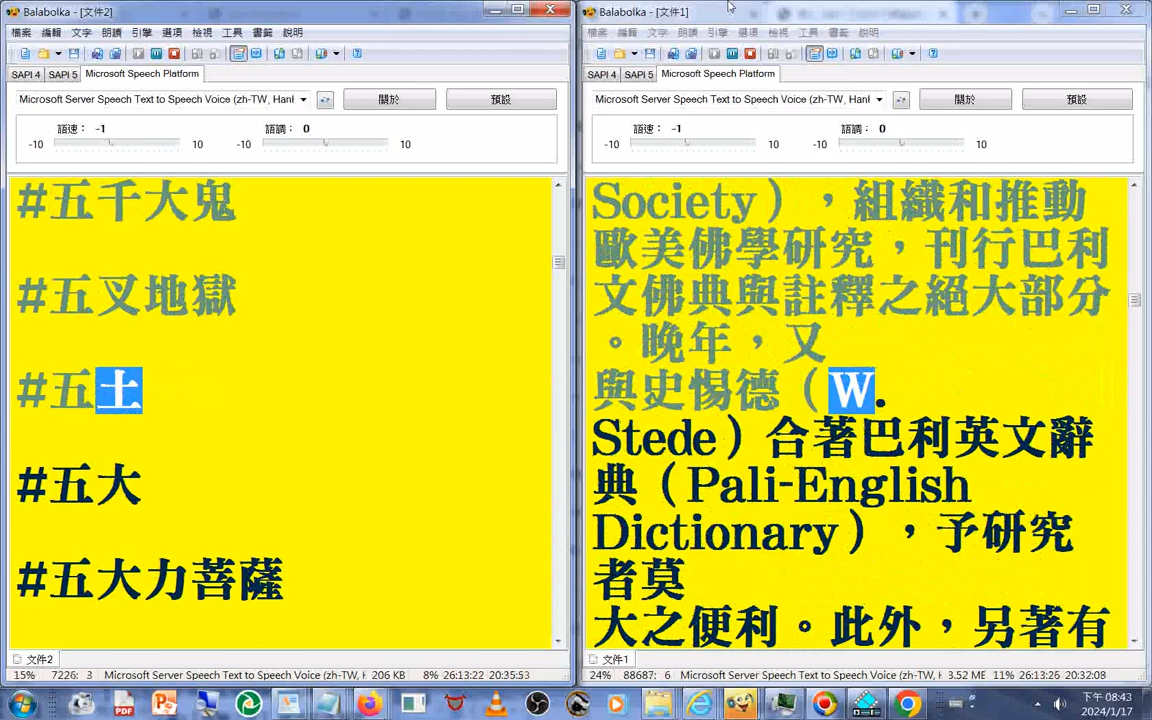 Balabolka - [文件2]
檔案 編輯 文字 朗讀 引擎 選項 檢視 工具 書籤 說明
SAPI 4 SAPI 5 Microsoft Speech Platform
Microsoft Server Speech Text to Speech Voice (zh-TW, Hanl
關於 預設
語速: -1 語調: 0
-10 10 -10 10
#五千大鬼
#五叉地獄
#五土
#五大
#五大力菩薩
文件2
15% 7226: 3 Microsoft Server Speech Text to Speech Voice (zh-TW, H 206 KB 8% 26:13:22 20:35:53
Balabolka - [文件1]
檔案 編輯 文字 朗讀 引擎 選項 檢視 工具 書籤 說明
SAPI 4 SAPI 5 Microsoft Speech Platform
Microsoft Server Speech Text to Speech Voice (zh-TW, Hanl
關於 預設
語速: -1 語調: 0
-10 10 -10 10
Society），組織和推動
歐美佛學研究，刊行巴利
文佛典與註釋之絕大部分
。晚年，又
與史惕德（W.
Stede）合著巴利英文辭
典（Pali-English
Dictionary），予研究
者莫
大之便利。此外，另著有
文件1
24% 88687: 6 Microsoft Server Speech Text to Speech Voice (zh-TW, H 3.52 MB 11% 26:13:26 20:32:08
下午 08:43
2024/1/17